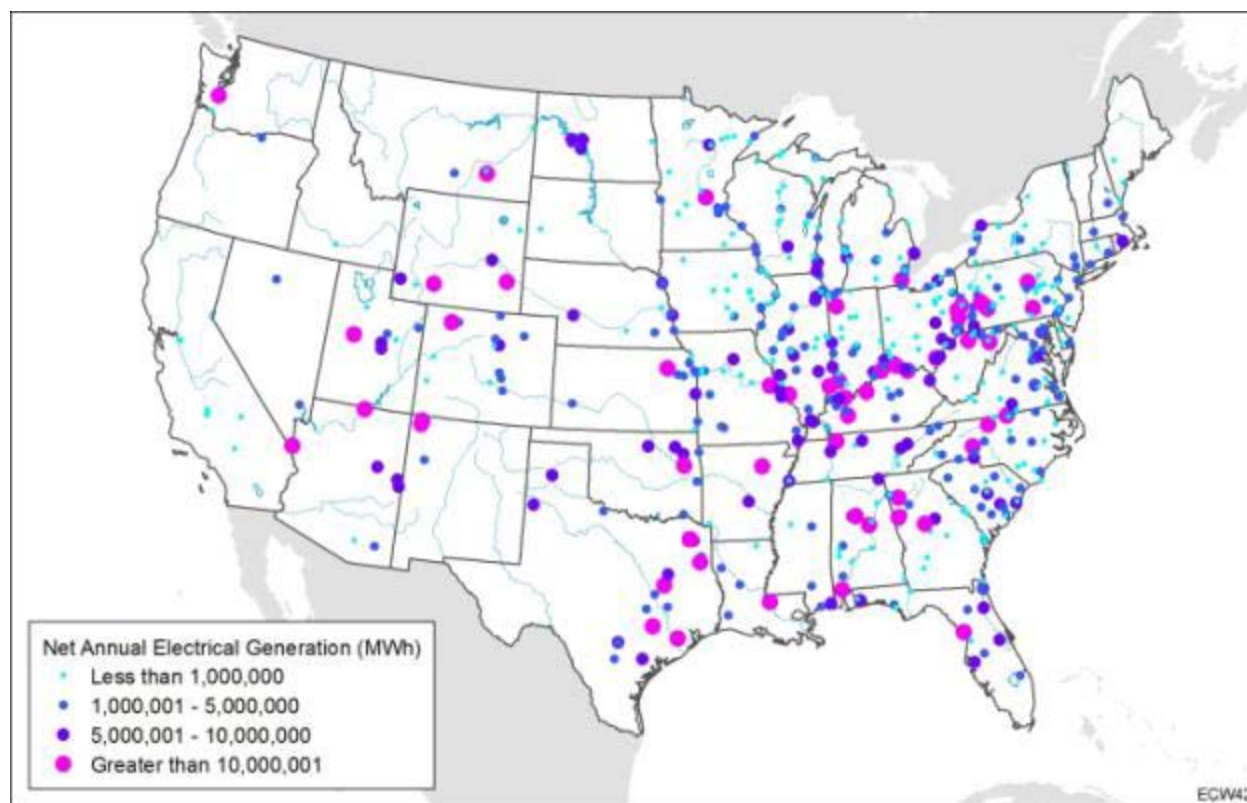 Net Annual Electrical Generation (MWh)
Less than 1,000,000
1,000,001 - 5,000,000
5,000,001 - 10,000,000
Greater than 10,000,001